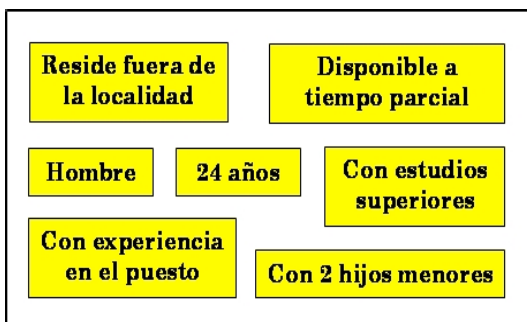 Reside fuera de
la localidad
Disponible a
tiempo parcial
Hombre
24 años
Con estudios
superiores
Con experiencia
en el puesto
Con 2 hijos menores